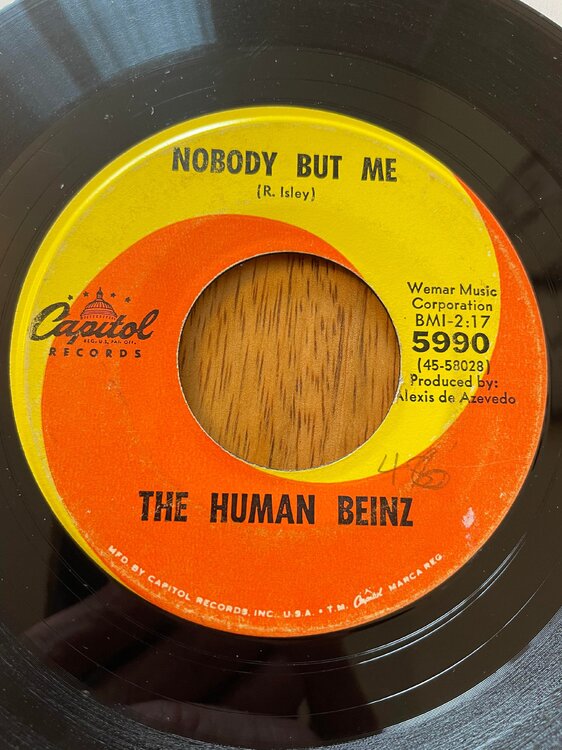 NOBODY BUT ME
(R. Isley)
Capitol
REG. U.S. PAT. OFF.
RECORDS
Wemar Music
Corporation
BMI-2:17
5990
(45-58028)
Produced by:
Alexis de Azevedo
THE HUMAN BEINZ
MFD. BY CAPITOL RECORDS, INC., U.S.A. • T.M. Capitol MARCA REG.